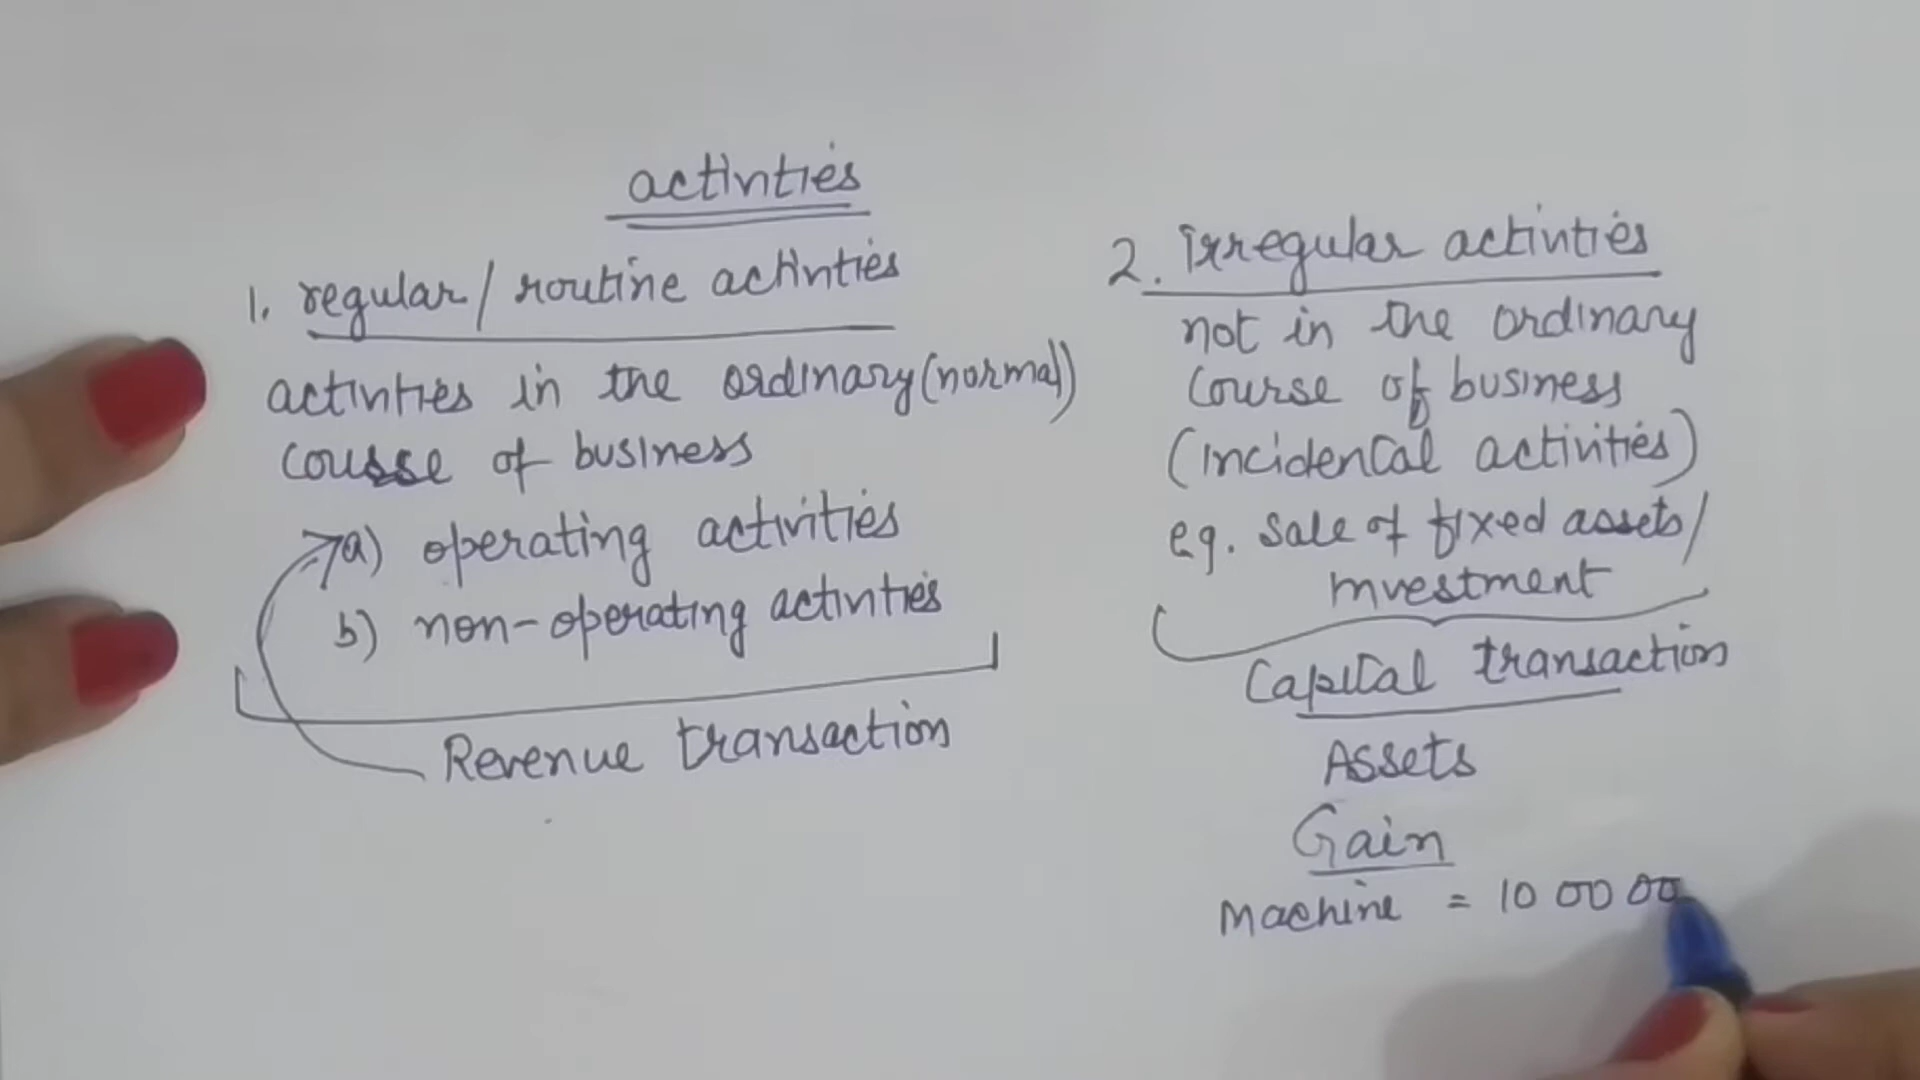 activities
1. regular / routine activities
activities in the ordinary (normal)
course of business
a) operating activities
b) non-operating activities
Revenue transaction
2. Irregular activities
not in the ordinary
course of business
(incidental activities)
eg. sale of fixed assets/
investment
Capital transaction
Assets
Gain
Machine = 10 00 00